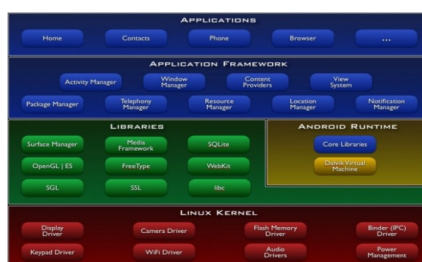 APPLICATIONS
Home Contacts Phone Browser ...
APPLICATION FRAMEWORK
Activity Manager Window Manager Content Providers View System
Package Manager Telephony Manager Resource Manager Location Manager Notification Manager
LIBRARIES
Surface Manager Media Framework SQLite
OpenGL | ES FreeType WebKit
SGL SSL libc
ANDROID RUNTIME
Core Libraries
Dalvik Virtual Machine
LINUX KERNEL
Display Driver Camera Driver Flash Memory Driver Binder (IPC) Driver
Keypad Driver WiFi Driver Audio Drivers Power Management